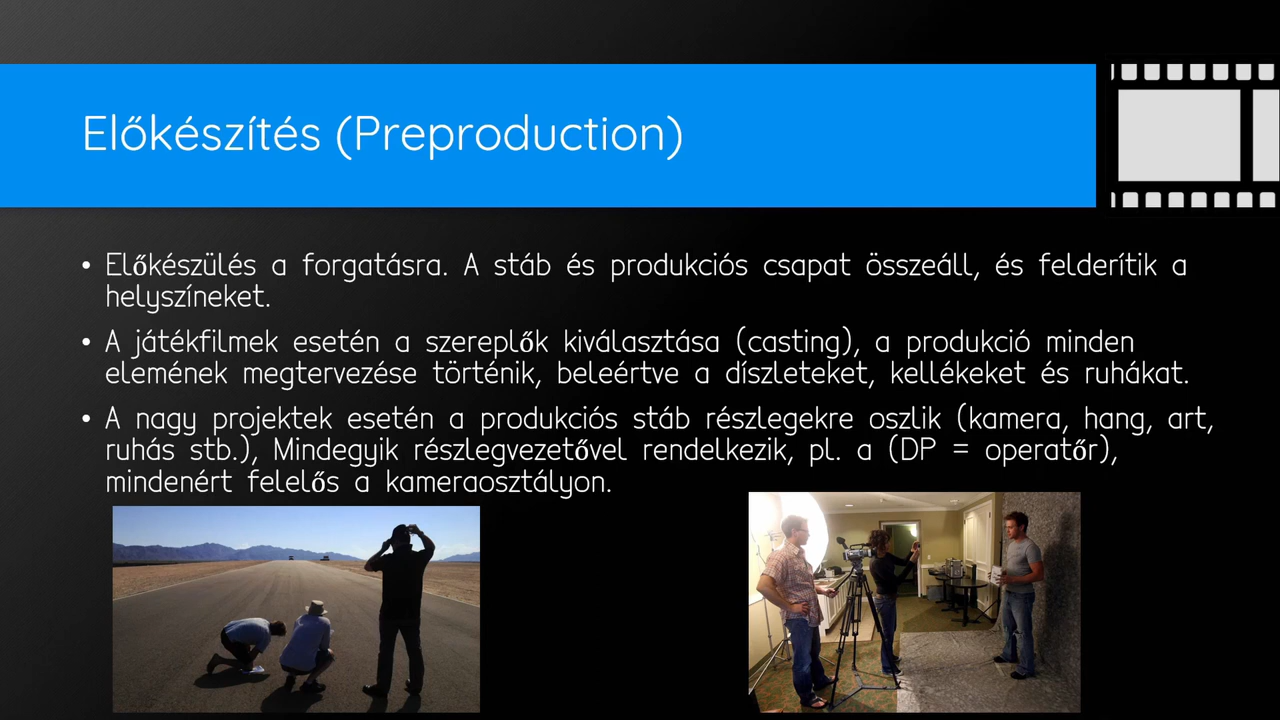 Előkészítés (Preproduction)
• Előkészülés a forgatásra. A stáb és produkciós csapat összeáll, és felderítik a
helyszíneket.
• A játékfilmek esetén a szereplők kiválasztása (casting), a produkció minden
elemének megtervezése történik, beleértve a díszleteket, kellékeket és ruhákat.
• A nagy projektek esetén a produkciós stáb részlegekre oszlik (kamera, hang, art,
ruhás stb.), Mindegyik részlegvezetővel rendelkezik, pl. a (DP = operatőr),
mindenért felelős a kameraosztályon.